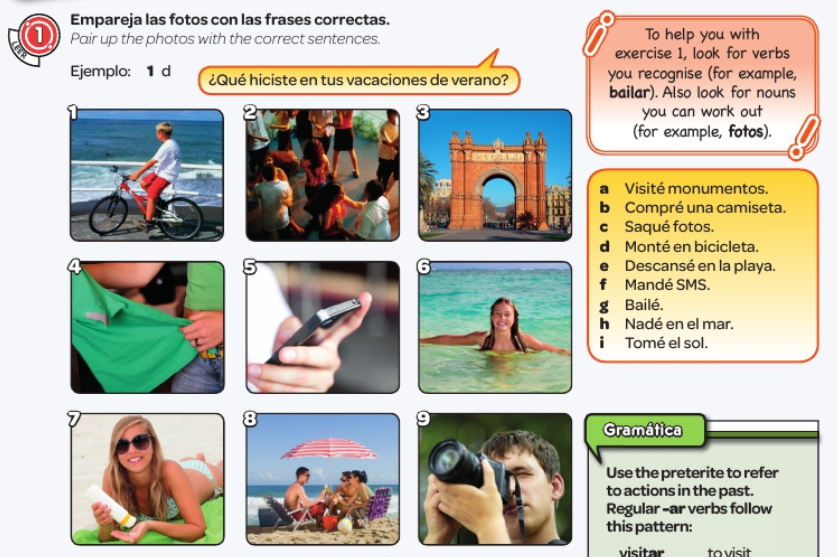 1
LEER
Empareja las fotos con las frases correctas.
Pair up the photos with the correct sentences.
Ejemplo: 1 d
¿Qué hiciste en tus vacaciones de verano?
To help you with
exercise 1, look for verbs
you recognise (for example,
bailar). Also look for nouns
you can work out
(for example, fotos).
1
2
3
4
5
6
7
8
9
a Visité monumentos.
b Compré una camiseta.
c Saqué fotos.
d Monté en bicicleta.
e Descansé en la playa.
f Mandé SMS.
g Bailé.
h Nadé en el mar.
i Tomé el sol.
Gramática
Use the preterite to refer
to actions in the past.
Regular -ar verbs follow
this pattern:
visitar to visit